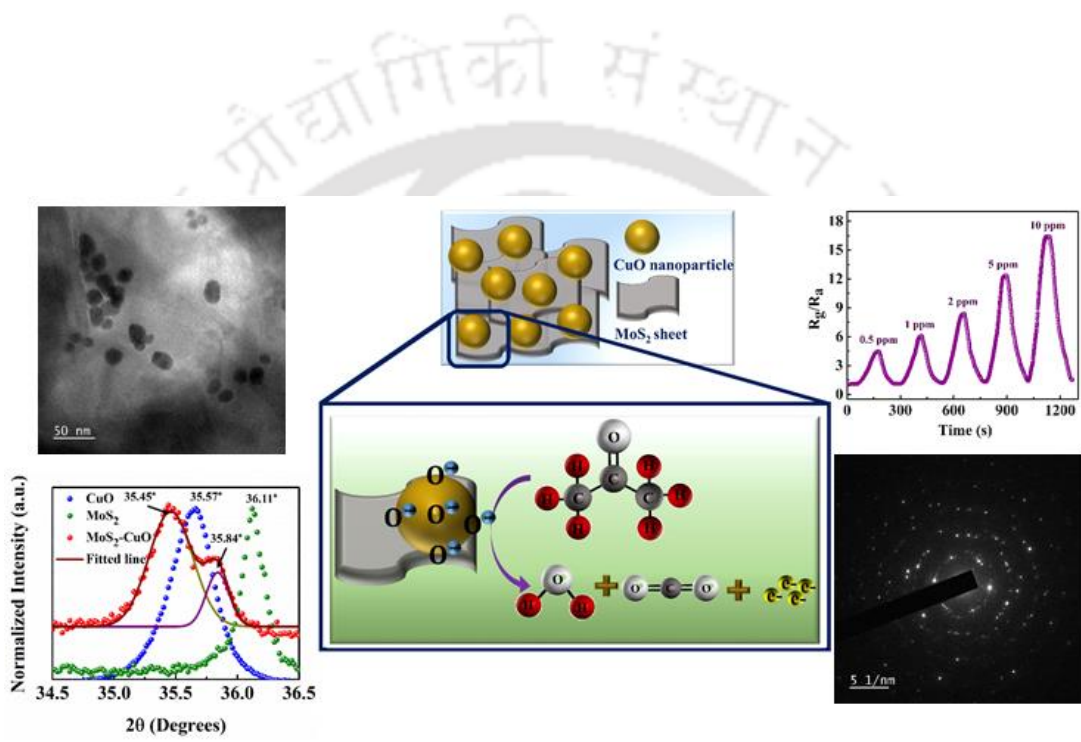 प्रौद्योगिकी संस्थान
50 nm
CuO nanoparticle
MoS₂ sheet
R_g/R_a
18
15
12
9
6
3
0
0.5 ppm
1 ppm
2 ppm
5 ppm
10 ppm
0 300 600 900 1200
Time (s)
Normalized Intensity (a.u.)
CuO
MoS₂
MoS₂-CuO
Fitted line
35.45°
35.57°
36.11°
35.84°
34.5 35.0 35.5 36.0 36.5
2θ (Degrees)
O
O O O
O
O
H H
H C C C H
H H
O + O C O + e- e- e- e-
H H
5 1/nm